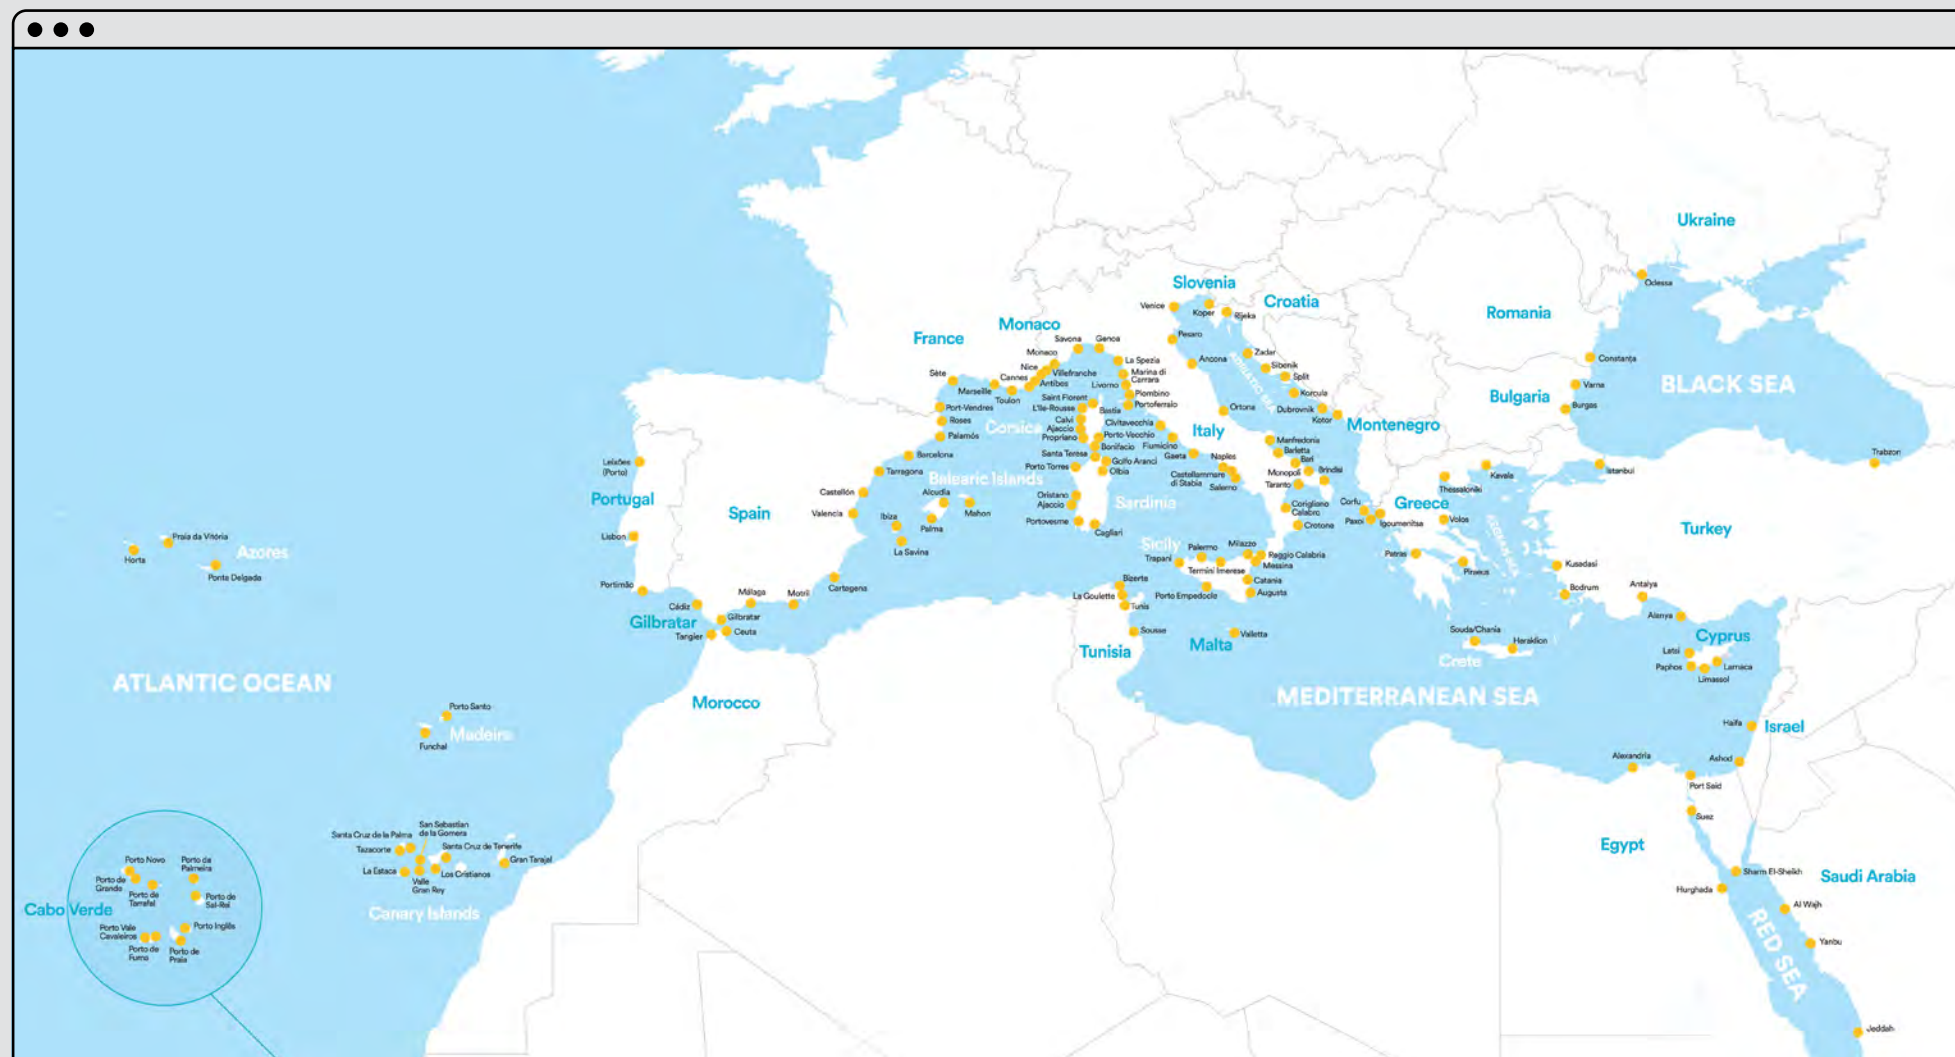 Ukraine
Odessa
Slovenia
Croatia
Venice
Koper
Rijeka
Romania
Monaco
France
Savona
Genoa
Pesaro
Monaco
La Spezia
Ancona
Zadar
Constanţa
Nice
Villefranche
Marina di
Carrara
Sibenik
Sète
Cannes
Antibes
Livorno
Split
Varna
BLACK SEA
ADRIATIC SEA
Marseille
Toulon
Saint Florent
Piombino
Korcula
Bulgaria
Port-Vendres
L'Ile-Rousse
Bastia
Portoferraio
Ortona
Dubrovnik
Burgas
Roses
Corsica
Calvi
Civitavecchia
Kotor
Montenegro
Ajaccio
Italy
Palamós
Propriano
Porto Vecchio
Fiumicino
Manfredonia
Bonifacio
Barletta
Barcelona
Santa Teresa
Gaeta
Naples
Bari
Trabzon
Leixões
(Porto)
Golfo Aranci
Porto Torres
Olbia
Monopoli
Brindisi
Istanbul
Tarragona
Balearic Islands
Castellammare
di Stabia
Salerno
Taranto
Kavala
Thessaloniki
Portugal
Castellón
Alcudia
Oristano
Ajaccio
Sardinia
Corigliano
Calabro
Corfu
Greece
Spain
Valencia
Ibiza
Palma
Mahon
Portovesme
Cagliari
Crotone
Paxoi
Igoumenitsa
Volos
AEGEAN SEA
Turkey
Praia da Vitória
Lisbon
La Savina
Sicily
Palermo
Milazzo
Azores
Horta
Trapani
Reggio Calabria
Patras
Messina
Piraeus
Kusadasi
Ponta Delgada
Termini Imerese
Bizerte
Catania
Portimão
Málaga
Motril
Cartagena
La Goulette
Porto Empedocle
Augusta
Bodrum
Antalya
Cádiz
Tunis
Gilbratar
Gilbratar
Alanya
Tangier
Ceuta
Sousse
Valletta
Souda/Chania
Heraklion
Cyprus
Tunisia
Malta
Crete
Latsi
Paphos
Larnaca
Limassol
ATLANTIC OCEAN
MEDITERRANEAN SEA
Morocco
Porto Santo
Madeira
Funchal
Haifa
Israel
Alexandria
Ashod
Port Said
Suez
San Sebastian
de la Gomera
Santa Cruz de la Palma
Tazacorte
Santa Cruz de Tenerife
Gran Tarajal
Egypt
La Estaca
Los Cristianos
Valle
Gran Rey
Canary Islands
Porto Novo
Porto da
Palmeira
Porto de
Grande
Porto de
Tarrafal
Porto de
Sal-Rei
Cabo Verde
Porto Vale
Cavaleiros
Porto Inglês
Porto de
Furna
Porto de
Praia
Sharm El-Sheikh
Saudi Arabia
Hurghada
Al Wajh
RED SEA
Yanbu
Jeddah